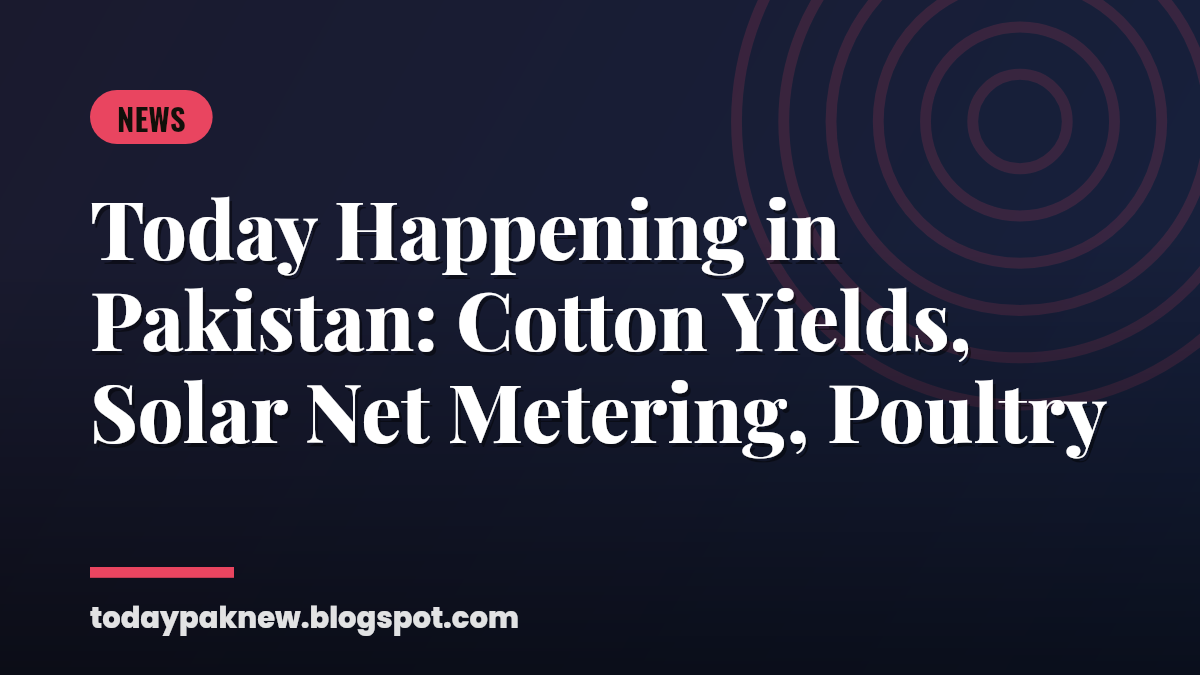 NEWS
Today Happening in
Pakistan: Cotton Yields,
Solar Net Metering, Poultry
todaypaknew.blogspot.com